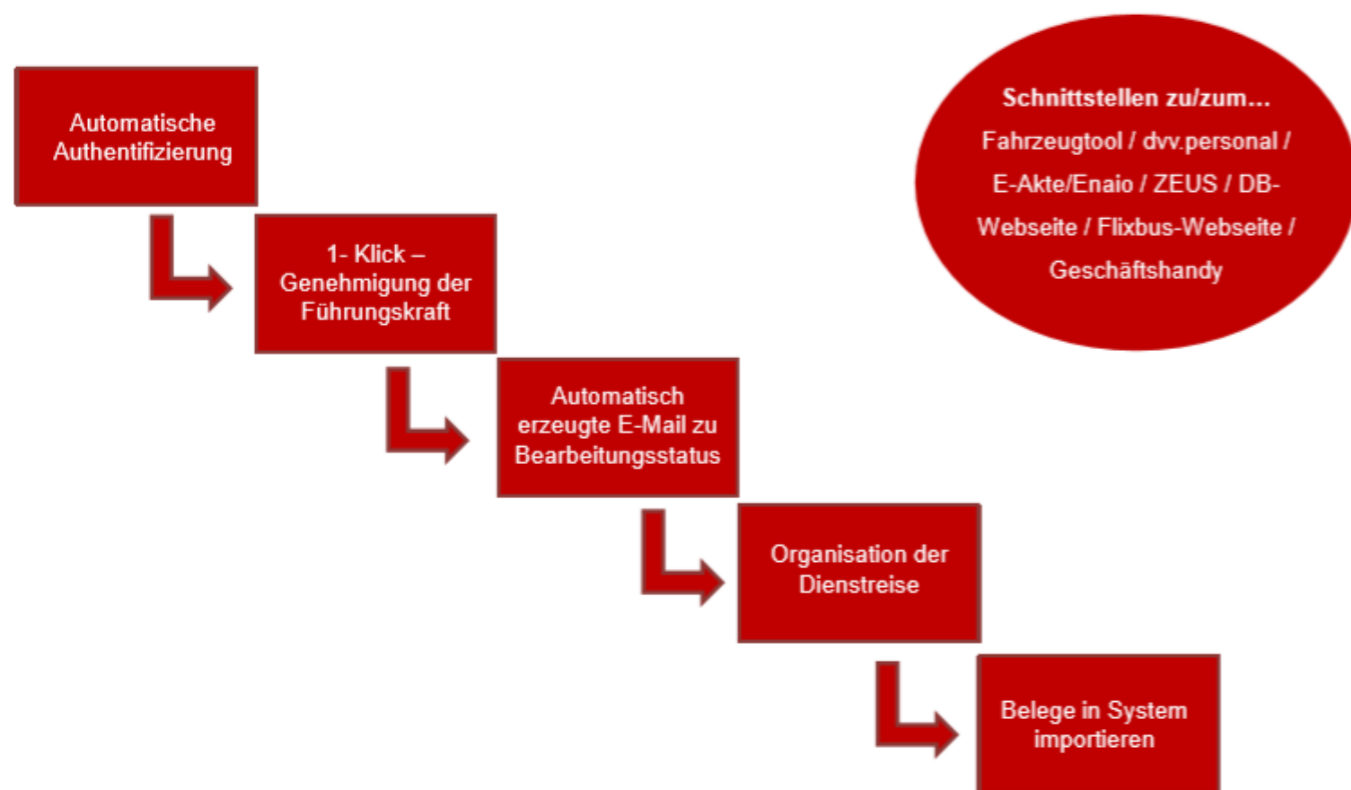 Automatische
Authentifizierung
1- Klick –
Genehmigung der
Führungskraft
Automatisch
erzeugte E-Mail zu
Bearbeitungsstatus
Organisation der
Dienstreise
Belege in System
importieren
Schnittstellen zu/zum...
Fahrzeugtool / dvv.personal /
E-Akte/Enaio / ZEUS / DB-
Webseite / Flixbus-Webseite /
Geschäftshandy